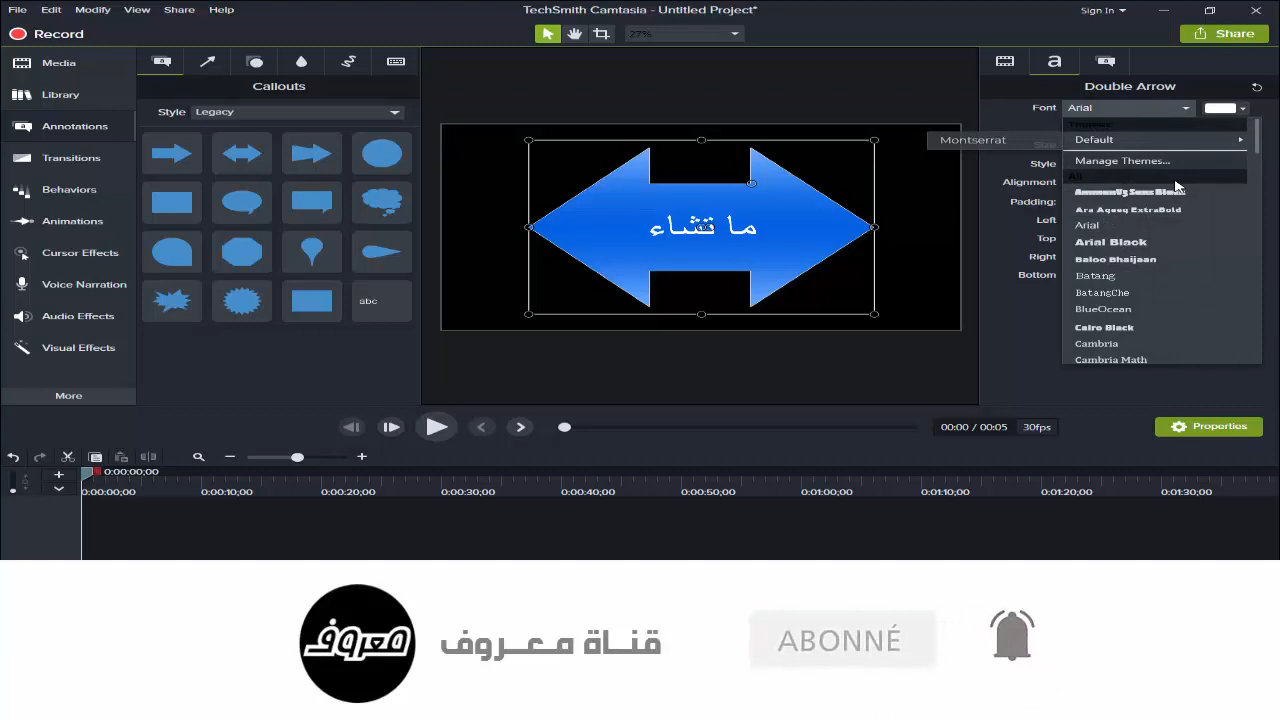 File Edit Modify View Share Help
TechSmith Camtasia - Untitled Project*
Sign In
Record
27%
Share
Media
Library
Annotations
Transitions
Behaviors
Animations
Cursor Effects
Voice Narration
Audio Effects
Visual Effects
More
Callouts
Style Legacy
abc
ما تشاء
Double Arrow
Font Arial
Themes
Default
Montserrat
Manage Themes...
All
Size
Style
Alignment
Padding:
Left
Top
Right
Bottom
Ara Aqeeq ExtraBold
Arial
Arial Black
Baloo Bhaijaan
Batang
BatangChe
BlueOcean
Cairo Black
Cambria
Cambria Math
00:00 / 00:05 30fps
Properties
0:00:00;00
0:00:00;00 0:00:10;00 0:00:20;00 0:00:30;00 0:00:40;00 0:00:50;00 0:01:00;00 0:01:10;00 0:01:20;00 0:01:30;00
معروف
قناة معروف
ABONNÉ